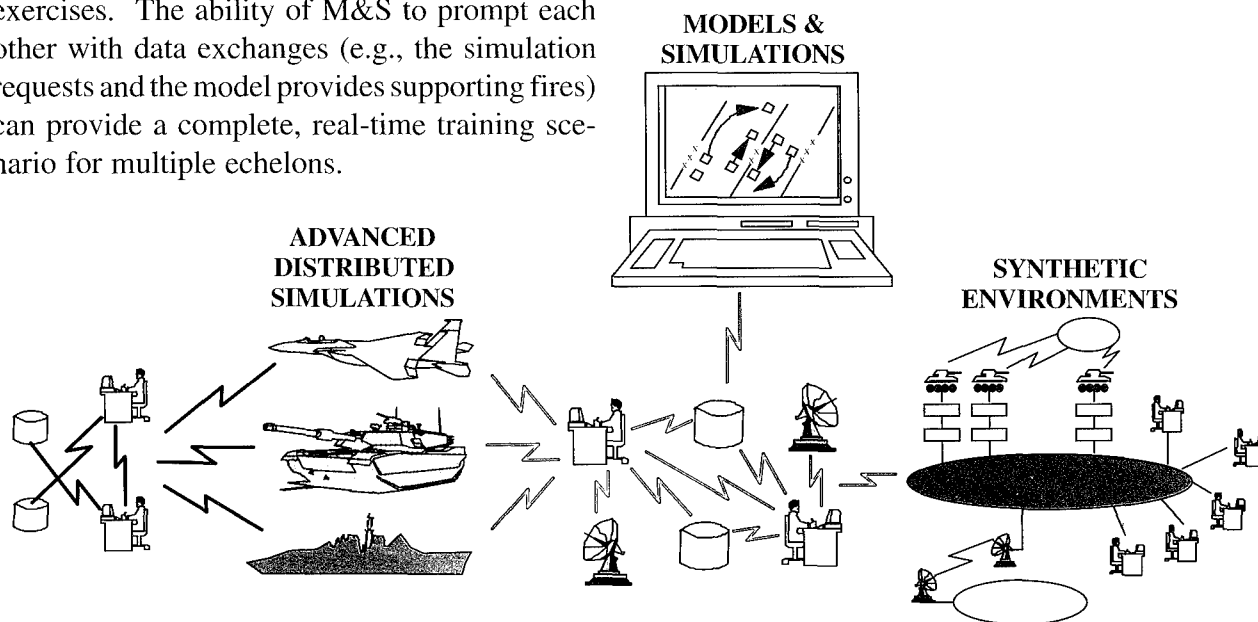 exercises. The ability of M&S to prompt each
other with data exchanges (e.g., the simulation
requests and the model provides supporting fires)
can provide a complete, real-time training sce-
nario for multiple echelons.
MODELS &
SIMULATIONS
ADVANCED
DISTRIBUTED
SIMULATIONS
SYNTHETIC
ENVIRONMENTS